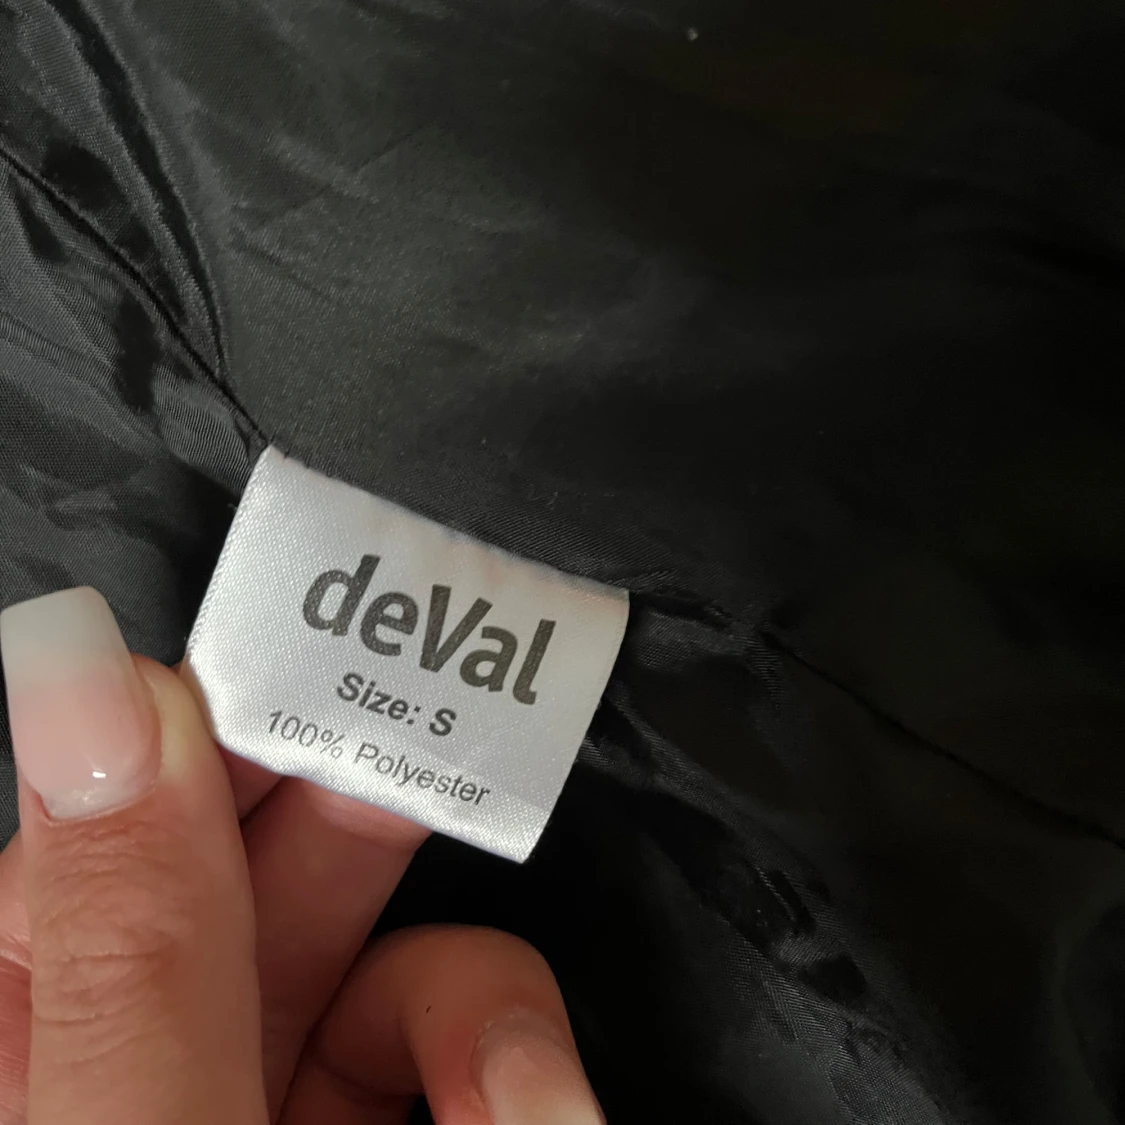 deVal
Size: S
100% Polyester